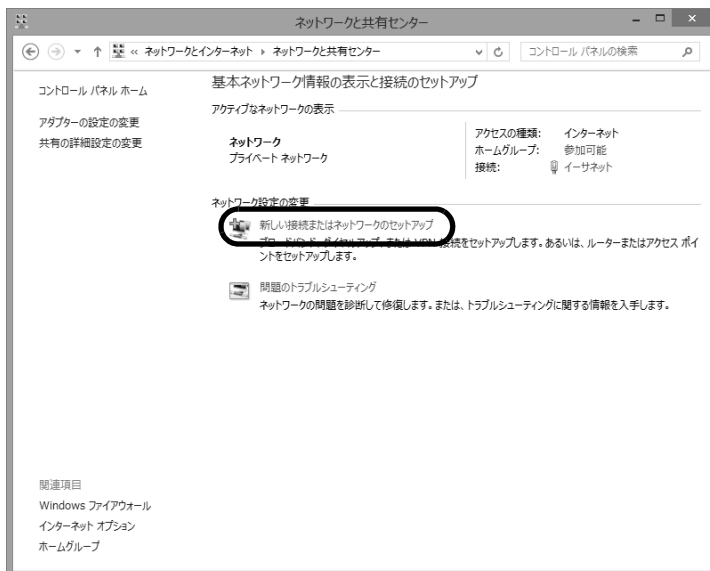 ネットワークと共有センター
« ネットワークとインターネット ▸ ネットワークと共有センター
コントロール パネルの検索
コントロール パネル ホーム
アダプターの設定の変更
共有の詳細設定の変更
基本ネットワーク情報の表示と接続のセットアップ
アクティブなネットワークの表示
ネットワーク
プライベート ネットワーク
アクセスの種類: インターネット
ホームグループ: 参加可能
接続: イーサネット
ネットワーク設定の変更
新しい接続またはネットワークのセットアップ
ブロードバンド、ダイヤルアップ、または VPN 接続をセットアップします。あるいは、ルーターまたはアクセス ポイ
ントをセットアップします。
問題のトラブルシューティング
ネットワークの問題を診断して修復します。または、トラブルシューティングに関する情報を入手します。
関連項目
Windows ファイアウォール
インターネット オプション
ホームグループ